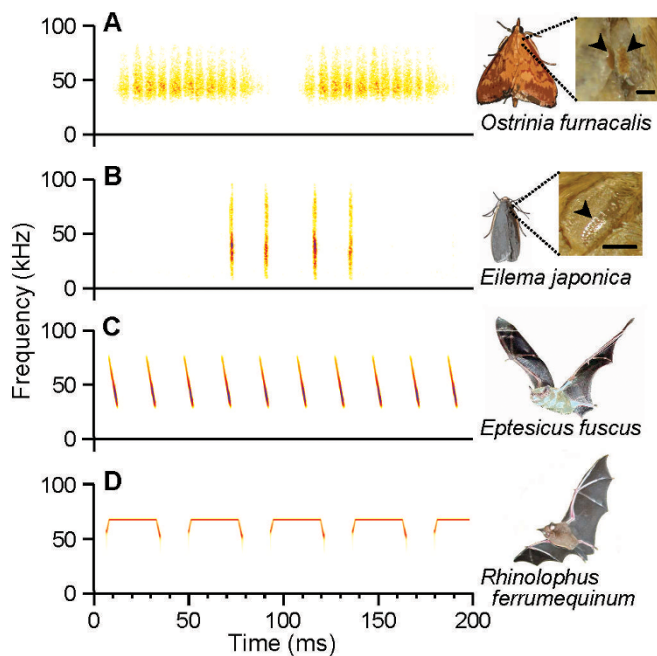 A
100
50
0
Ostrinia furnacalis
B
100
50
0
Eilema japonica
Frequency (kHz)
C
100
50
0
Eptesicus fuscus
D
100
50
0
Rhinolophus
ferrumequinum
0 50 100 150 200
Time (ms)